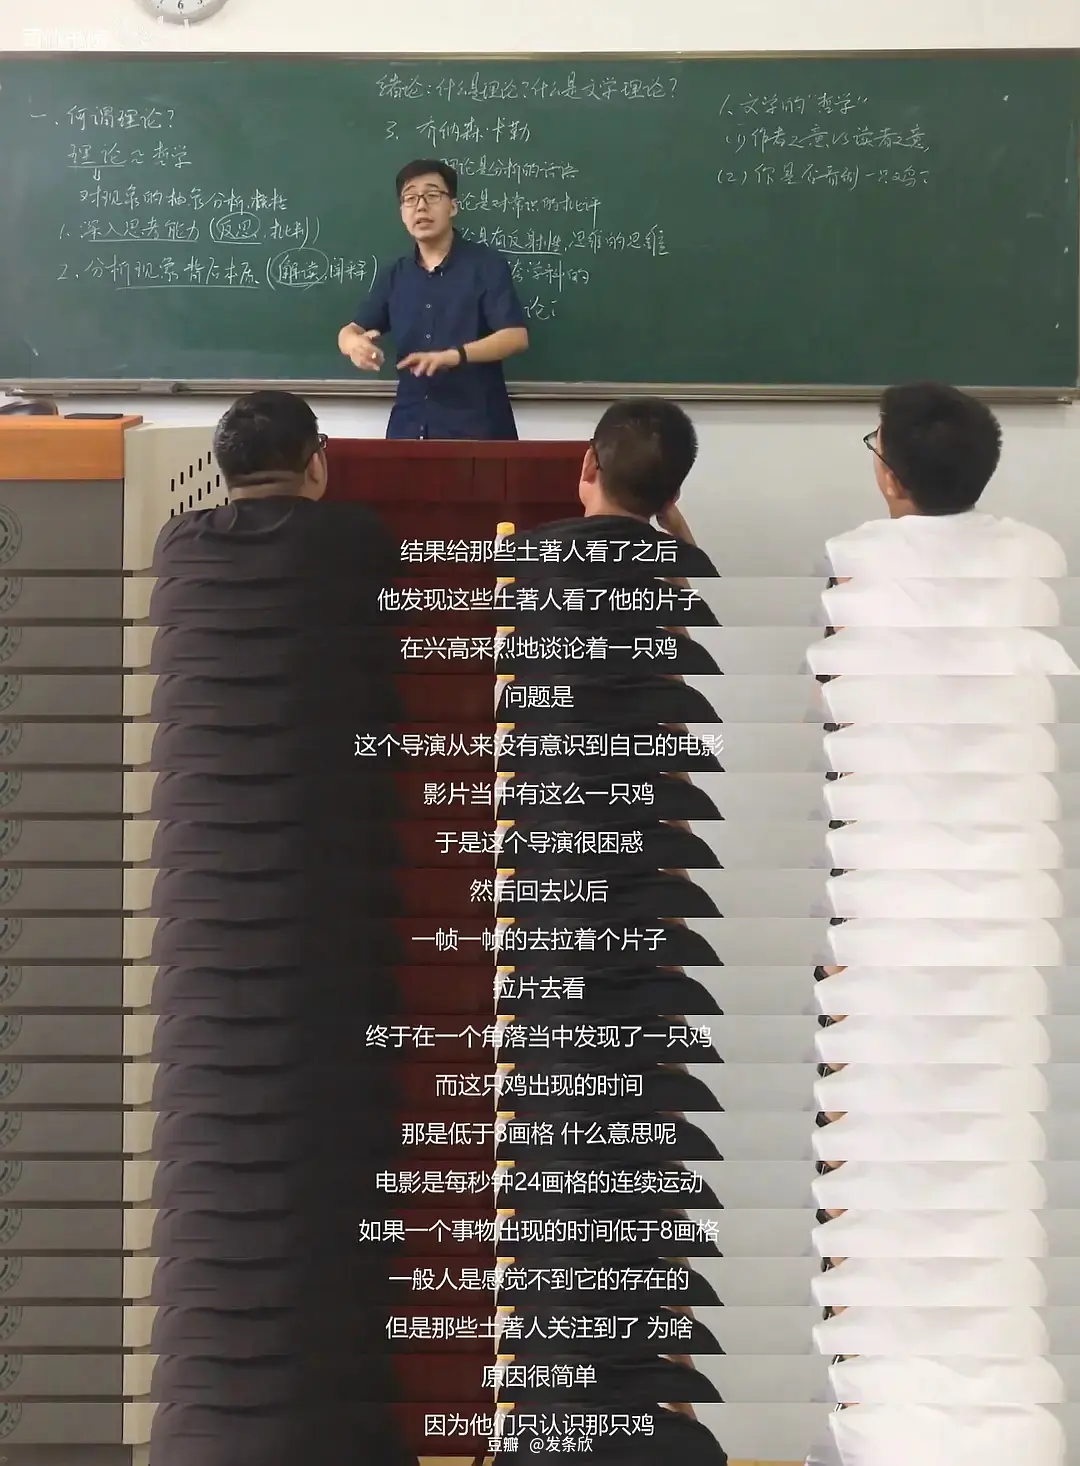 绪论：什么是理论？什么是文学理论？
一．何谓理论？
理论≈哲学
对现象的抽象分析、概括
1、深入思考能力（反思、批判）
2、分析现象背后本质（解读、阐释）
3、乔纳森·卡勒
理论是分析的话语
论是对常识的批评
具有反射性，思维的思维
跨学科的
论？
1、文学的“哲学”
（1）作者之意VS读者之意
（2）你是否看到一只鸡？
结果给那些土著人看了之后
他发现这些土著人看了他的片子
在兴高采烈地谈论着一只鸡
问题是
这个导演从来没有意识到自己的电影
影片当中有这么一只鸡
于是这个导演很困惑
然后回去以后
一帧一帧的去拉着个片子
拉片去看
终于在一个角落当中发现了一只鸡
而这只鸡出现的时间
那是低于8画格 什么意思呢
电影是每秒钟24画格的连续运动
如果一个事物出现的时间低于8画格
一般人是感觉不到它的存在的
但是那些土著人关注到了 为啥
原因很简单
因为他们只认识那只鸡
豆瓣 @发条欣